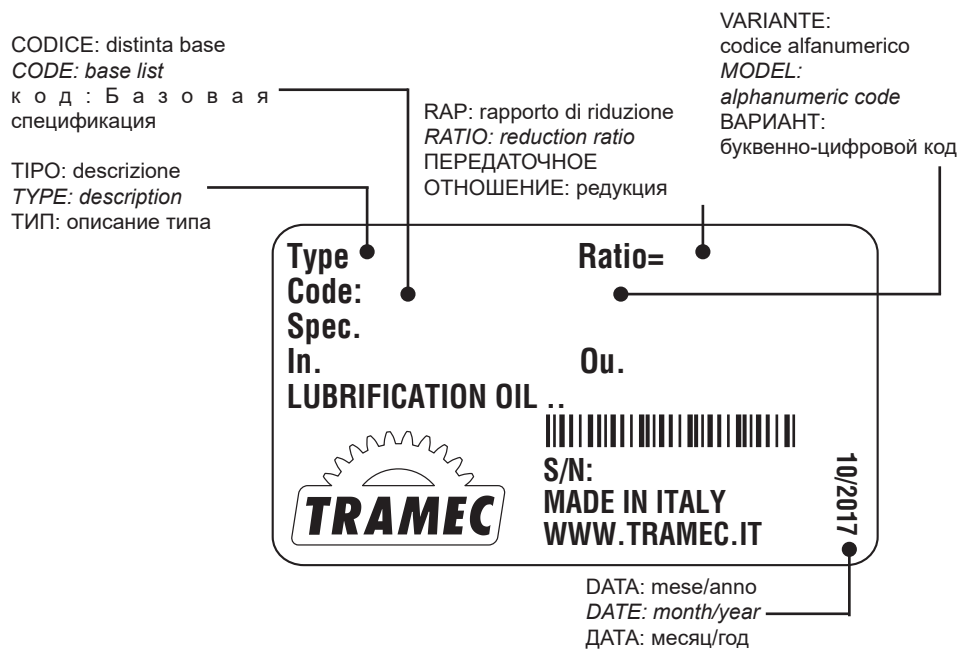 CODICE: distinta base
CODE: base list
к о д : Б а з о в а я
спецификация
TIPO: descrizione
TYPE: description
ТИП: описание типа
RAP: rapporto di riduzione
RATIO: reduction ratio
ПЕРЕДАТОЧНОЕ
ОТНОШЕНИЕ: редукция
VARIANTE:
codice alfanumerico
MODEL:
alphanumeric code
ВАРИАНТ:
буквенно-цифровой код
Type Ratio=
Code:
Spec.
In. Ou.
LUBRIFICATION OIL ..
TRAMEC
S/N:
MADE IN ITALY
WWW.TRAMEC.IT
10/2017
DATA: mese/anno
DATE: month/year
ДАТА: месяц/год